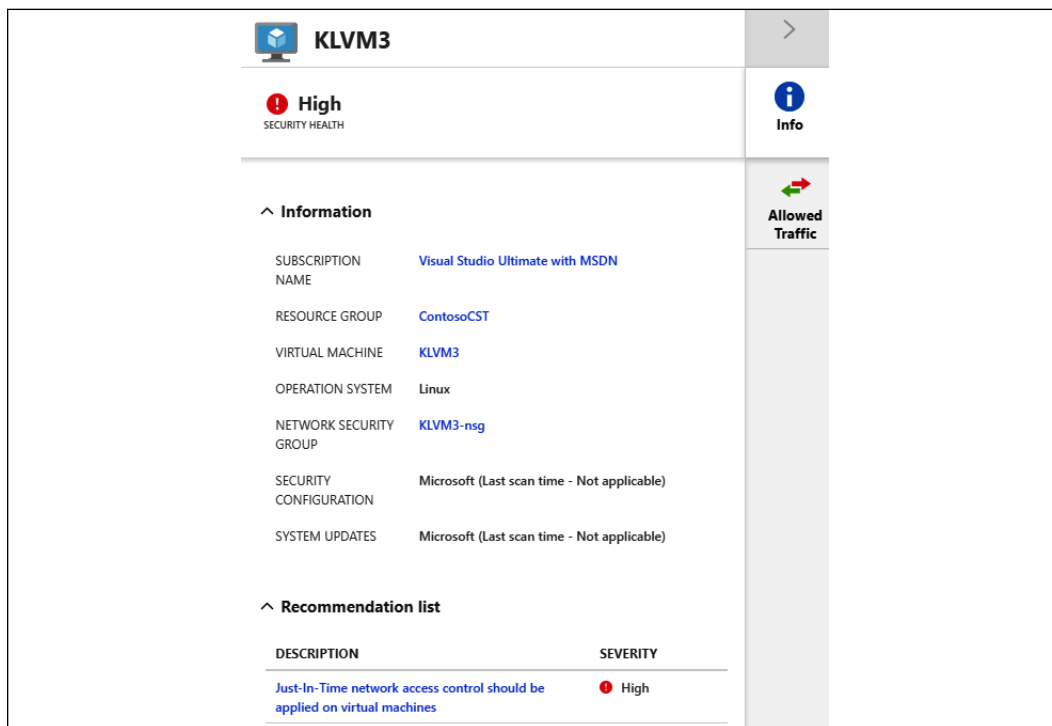 KLVM3
High
SECURITY HEALTH
Info
Allowed
Traffic
Information
SUBSCRIPTION
NAME
Visual Studio Ultimate with MSDN
RESOURCE GROUP
ContosoCST
VIRTUAL MACHINE
KLVM3
OPERATION SYSTEM
Linux
NETWORK SECURITY
GROUP
KLVM3-nsg
SECURITY
CONFIGURATION
Microsoft (Last scan time - Not applicable)
SYSTEM UPDATES
Microsoft (Last scan time - Not applicable)
Recommendation list
DESCRIPTION
SEVERITY
Just-In-Time network access control should be
applied on virtual machines
High